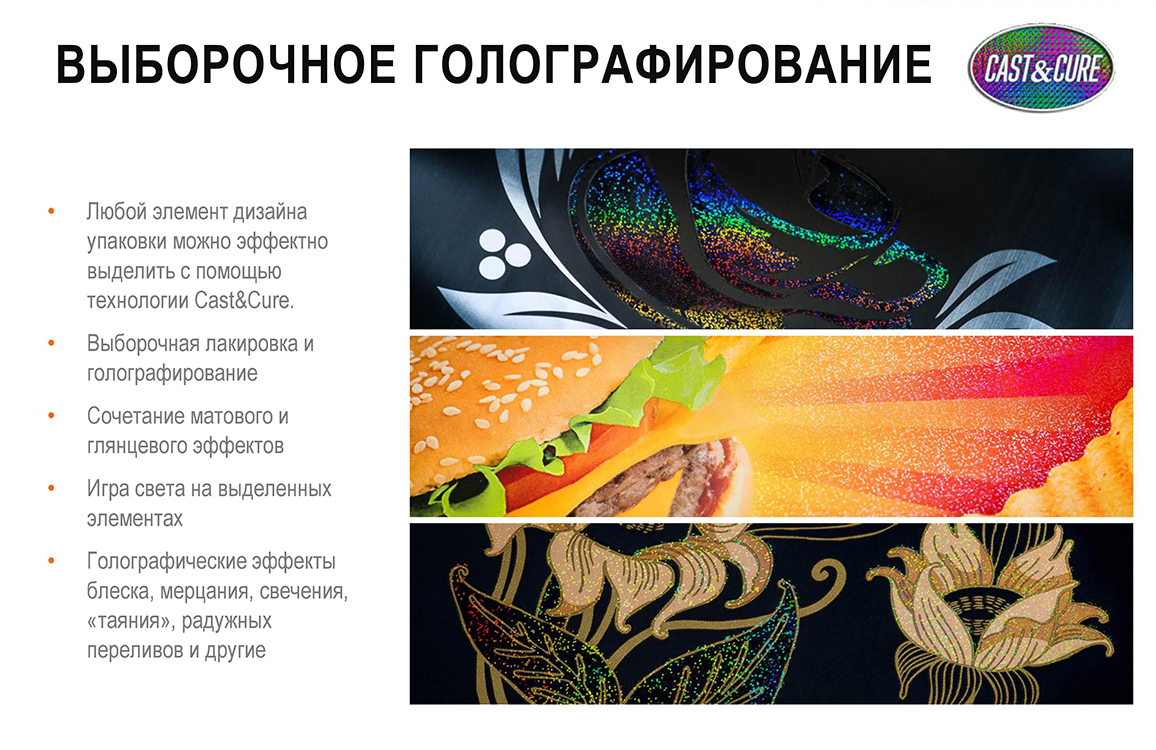 ВЫБОРОЧНОЕ ГОЛОГРАФИРОВАНИЕ
CAST&CURE
• Любой элемент дизайна
упаковки можно эффектно
выделить с помощью
технологии Cast&Cure.
• Выборочная лакировка и
голографирование
• Сочетание матового и
глянцевого эффектов
• Игра света на выделенных
элементах
• Голографические эффекты
блеска, мерцания, свечения,
«таяния», радужных
переливов и другие